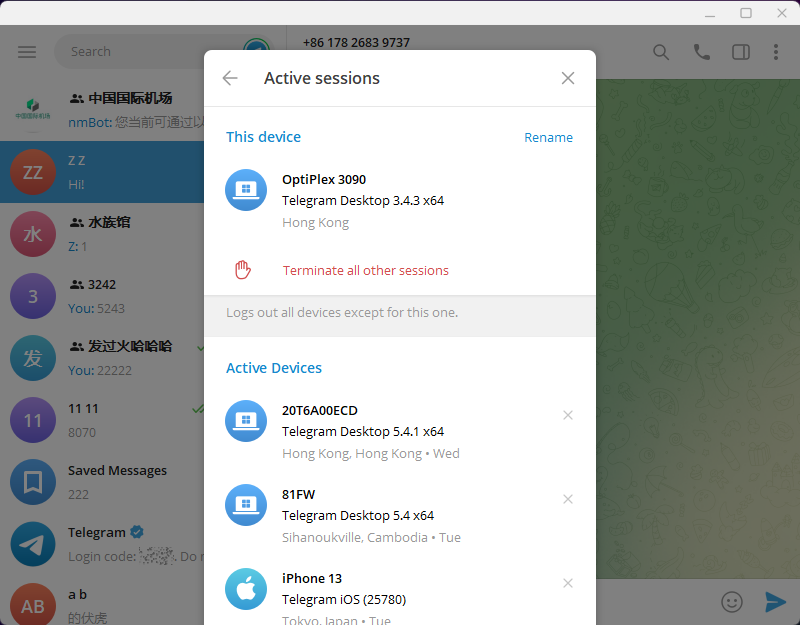 Search
+86 178 2683 9737
中国国际机场
中国国际机场
nmBot: 您当前可通过以
ZZ
Z Z
Hi!
水
水族馆
Z: 1
3
3242
You: 5243
发
发过火哈哈哈
You: 22222
11
11 11
8070
Saved Messages
222
Telegram
Login code: Do r
AB
a b
的伏虎
Active sessions
This device
Rename
OptiPlex 3090
Telegram Desktop 3.4.3 x64
Hong Kong
Terminate all other sessions
Logs out all devices except for this one.
Active Devices
20T6A00ECD
Telegram Desktop 5.4.1 x64
Hong Kong, Hong Kong • Wed
81FW
Telegram Desktop 5.4 x64
Sihanoukville, Cambodia • Tue
iPhone 13
Telegram iOS (25780)
Tokyo, Japan • Tue